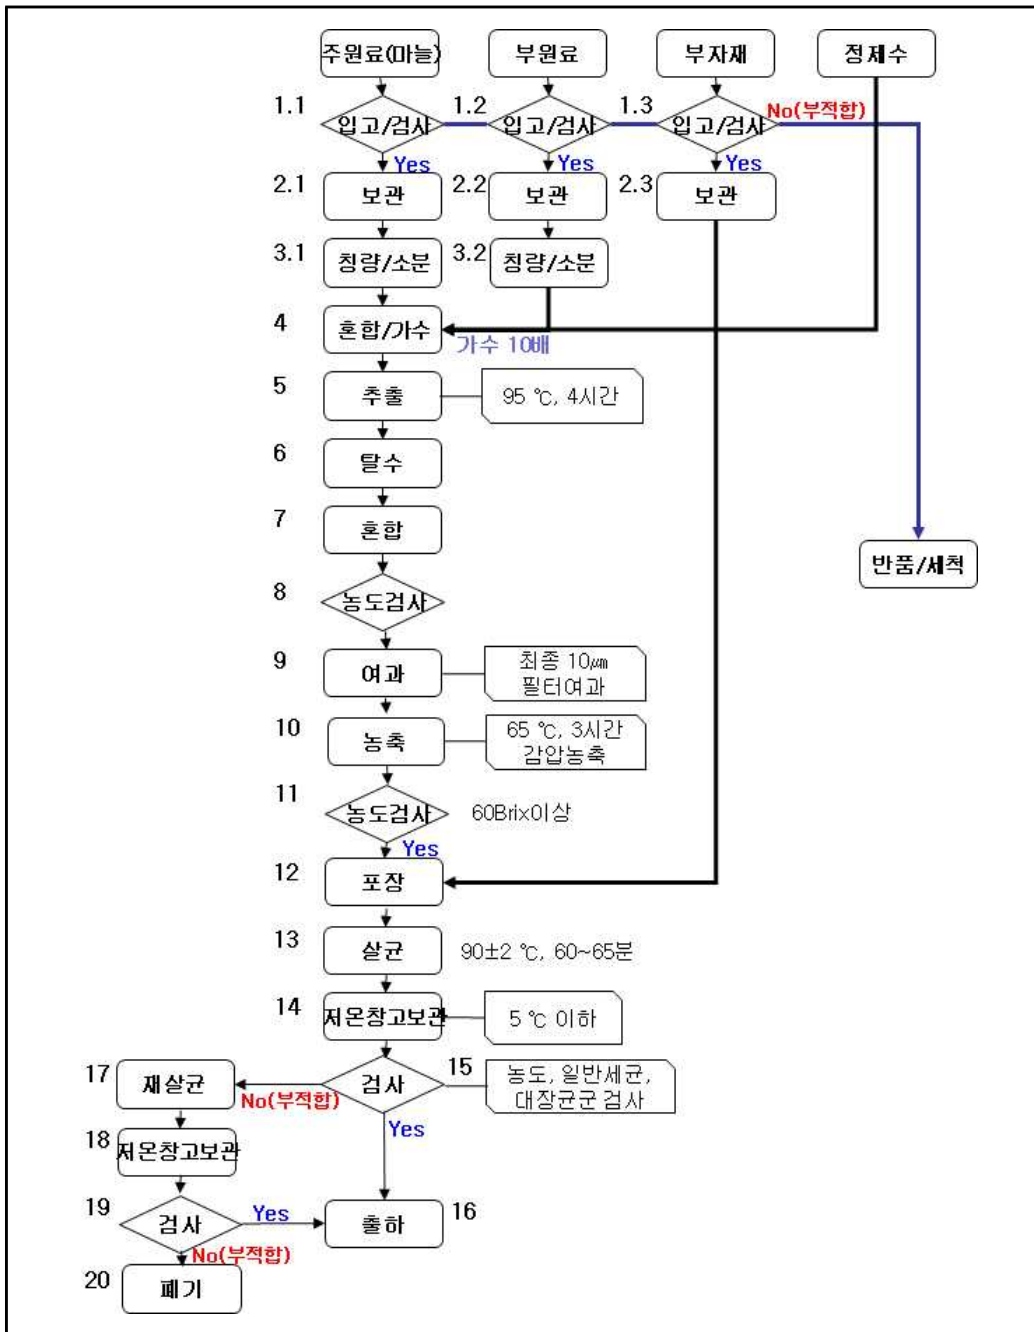 주원료(마늘)
부원료
부자재
정제수
1.1
입고/검사
1.2
입고/검사
1.3
입고/검사
No(부적합)
Yes
Yes
Yes
2.1
보관
2.2
보관
2.3
보관
3.1
칭량/소분
3.2
칭량/소분
4
혼합/가수
가수 10배
5
추출
95 ℃, 4시간
6
탈수
7
혼합
반품/세척
8
농도검사
9
여과
최종 10㎛
필터여과
10
농축
65 ℃, 3시간
감압농축
11
농도검사
60Brix이상
Yes
12
포장
13
살균
90±2 ℃, 60~65분
14
저온창고보관
5 ℃ 이하
15
검사
농도, 일반세균,
대장균군 검사
17
재살균
No(부적합)
Yes
18
저온창고보관
19
검사
Yes
출하
16
No(부적합)
20
폐기